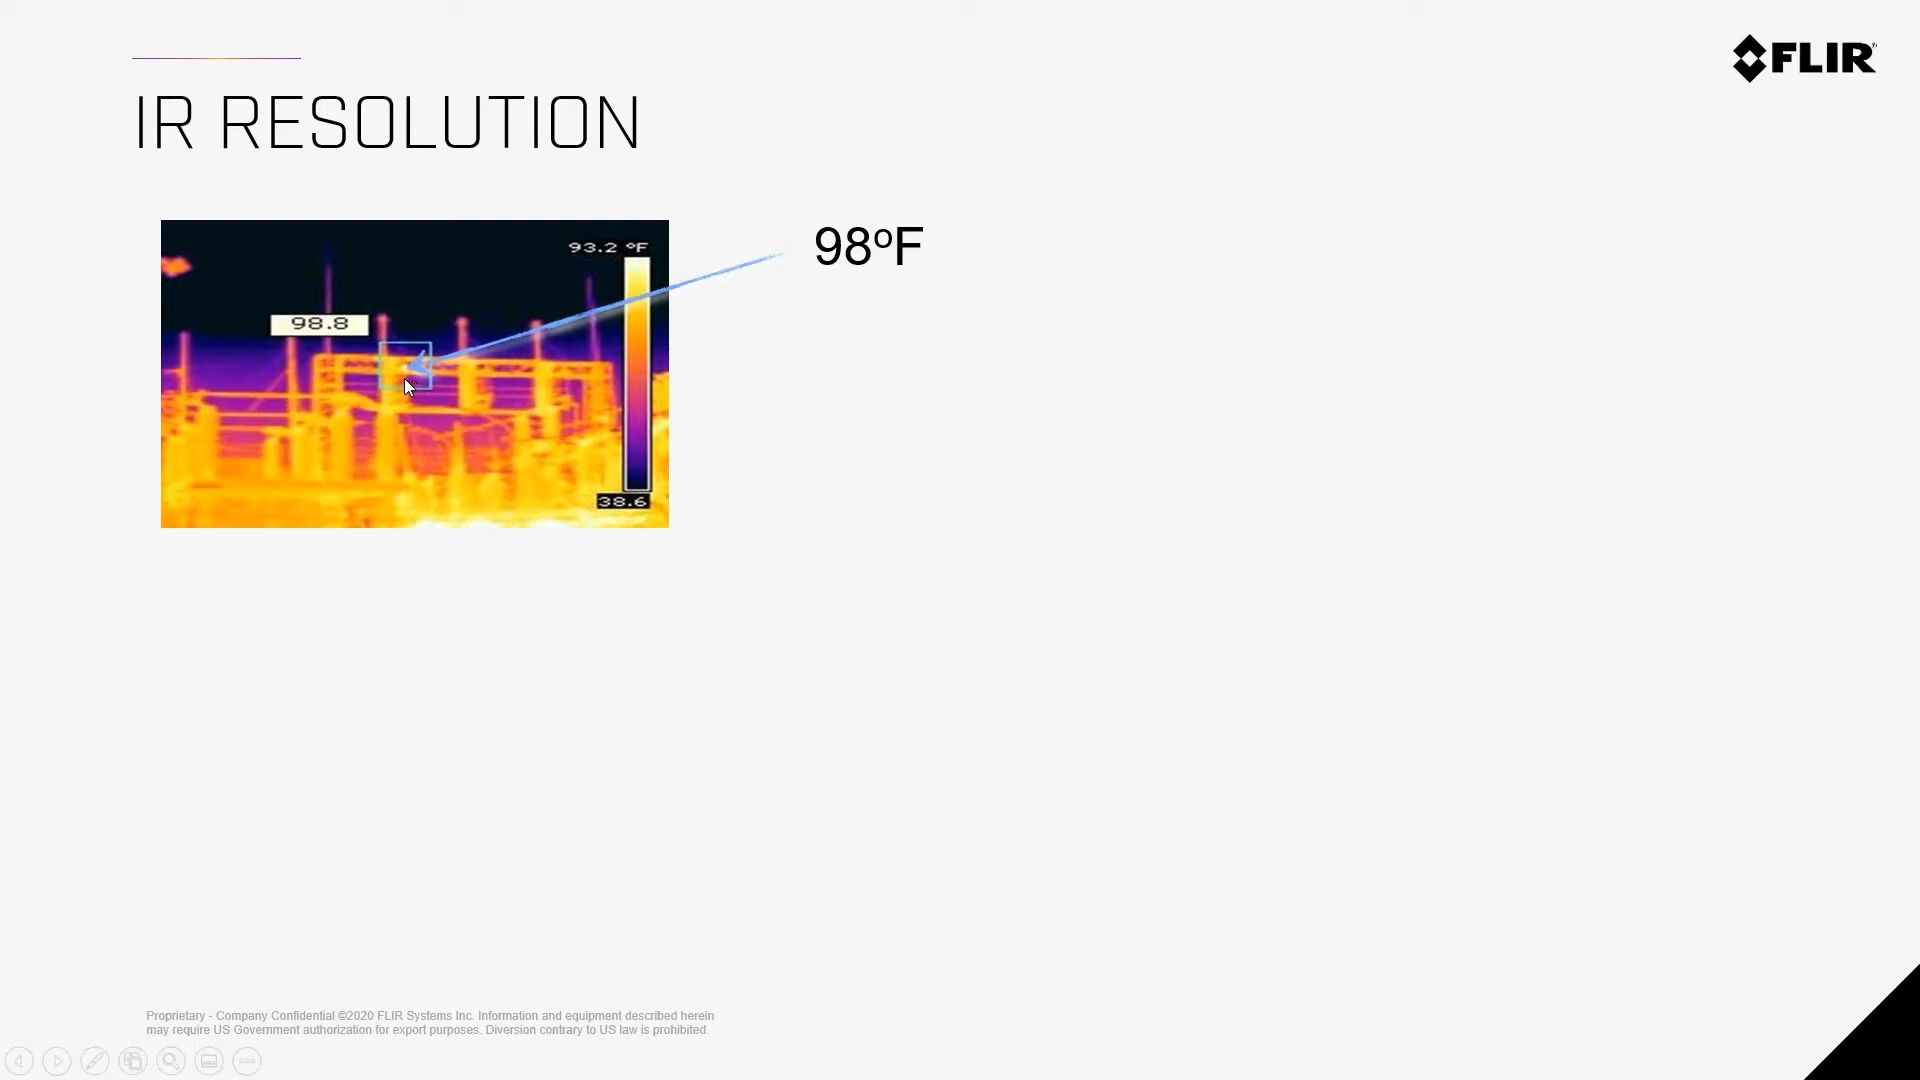 FLIR
IR RESOLUTION
93.2 ºF
98ºF
98.8
38.6
Proprietary - Company Confidential ©2020 FLIR Systems Inc. Information and equipment described herein
may require US Government authorization for export purposes. Diversion contrary to US law is prohibited.